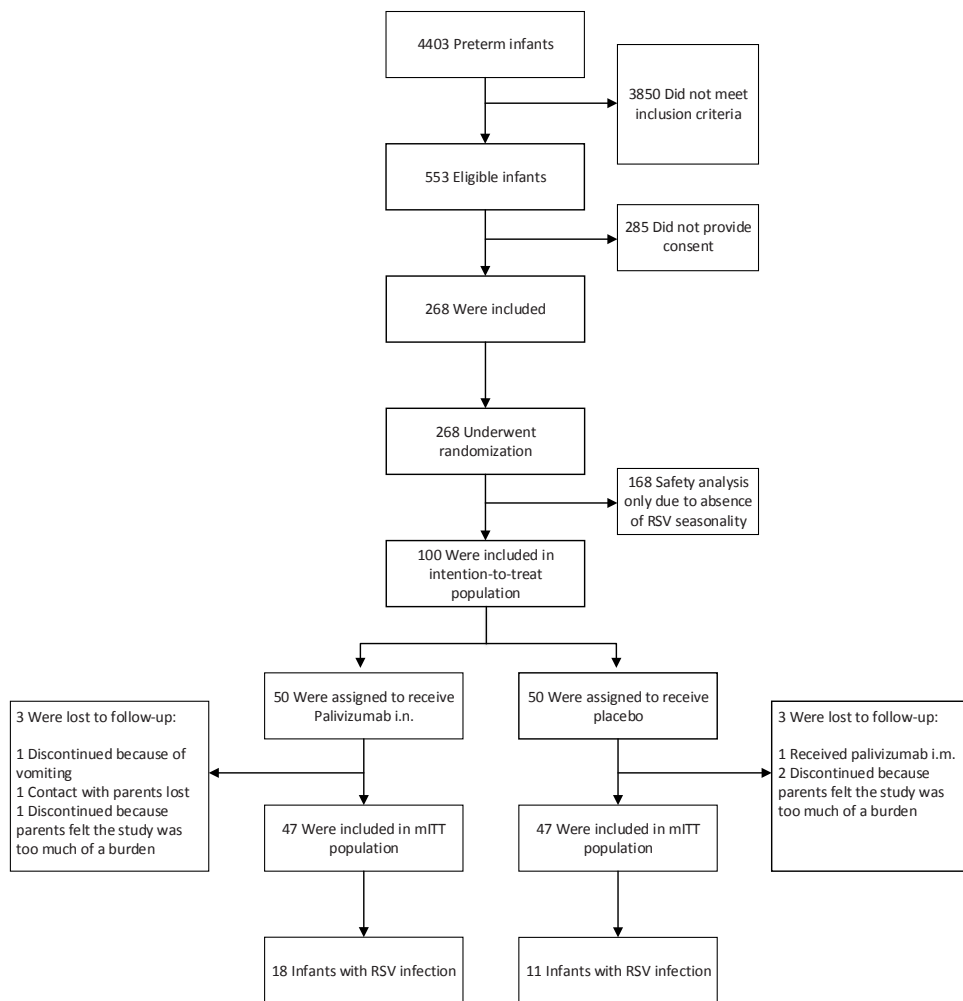 4403 Preterm infants
3850 Did not meet
inclusion criteria
553 Eligible infants
285 Did not provide
consent
268 Were included
268 Underwent
randomization
168 Safety analysis
only due to absence
of RSV seasonality
100 Were included in
intention-to-treat
population
50 Were assigned to receive
Palivizumab i.n.
50 Were assigned to receive
placebo
3 Were lost to follow-up:
1 Discontinued because of
vomiting
1 Contact with parents lost
1 Discontinued because
parents felt the study was
too much of a burden
3 Were lost to follow-up:
1 Received palivizumab i.m.
2 Discontinued because
parents felt the study was
too much of a burden
47 Were included in mITT
population
47 Were included in mITT
population
18 Infants with RSV infection
11 Infants with RSV infection